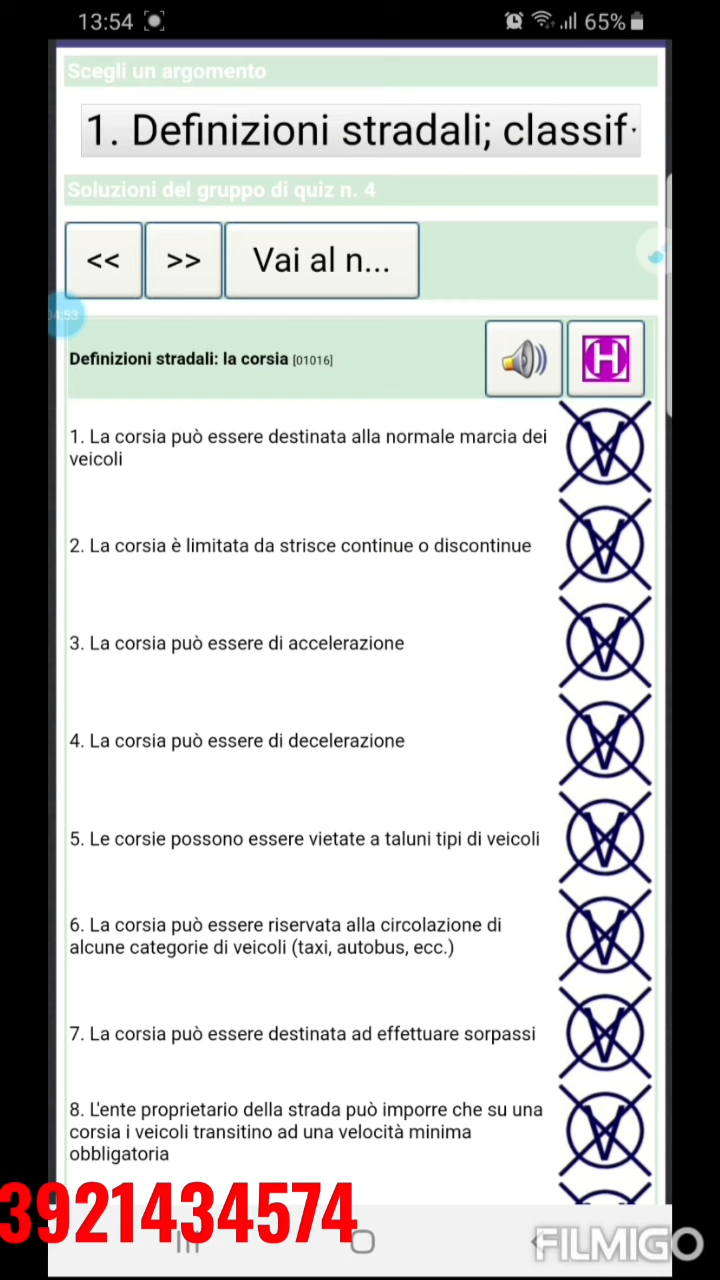 13:54
65%
Scegli un argomento
1. Definizioni stradali; classif
Soluzioni del gruppo di quiz n. 4
<< >> Vai al n...
04:53
Definizioni stradali: la corsia [01016]
H
1. La corsia può essere destinata alla normale marcia dei
veicoli
V
2. La corsia è limitata da strisce continue o discontinue
V
3. La corsia può essere di accelerazione
V
4. La corsia può essere di decelerazione
V
5. Le corsie possono essere vietate a taluni tipi di veicoli
V
6. La corsia può essere riservata alla circolazione di
alcune categorie di veicoli (taxi, autobus, ecc.)
V
7. La corsia può essere destinata ad effettuare sorpassi
V
8. L'ente proprietario della strada può imporre che su una
corsia i veicoli transitino ad una velocità minima
obbligatoria
V
3921434574
FILMIGO